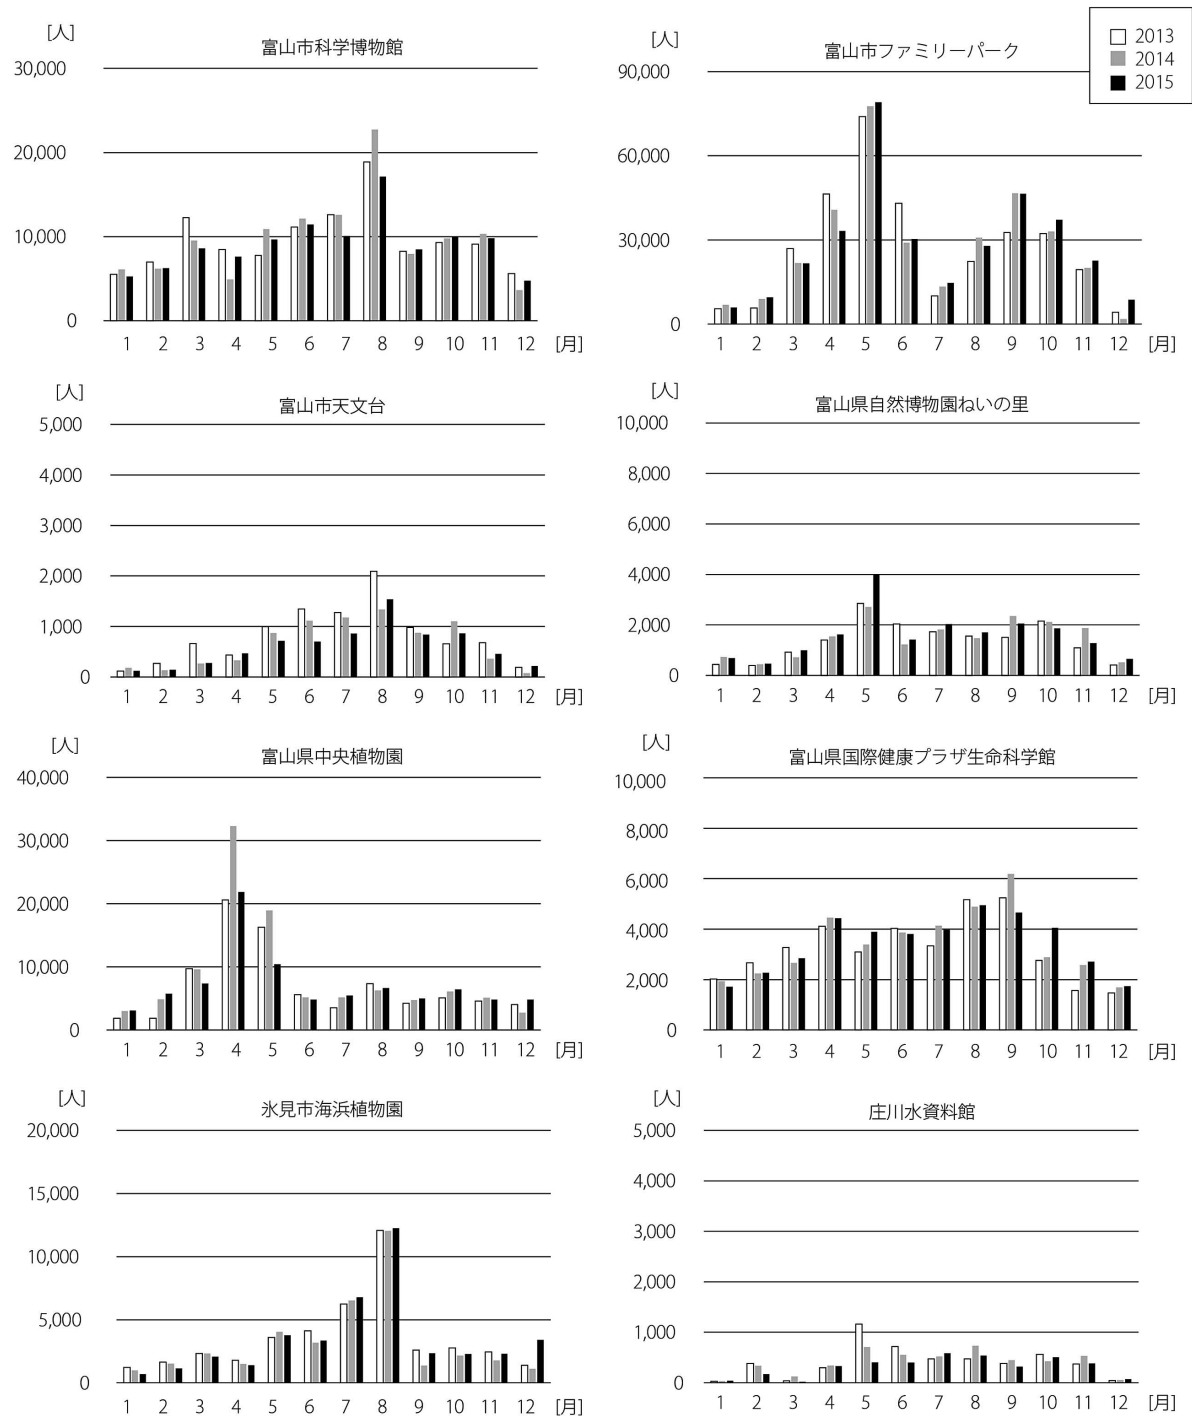 □ 2013
■ 2014
■ 2015
[人]
富山市科学博物館
30,000
20,000
10,000
0
1 2 3 4 5 6 7 8 9 10 11 12 [月]
[人]
富山市ファミリーパーク
90,000
60,000
30,000
0
1 2 3 4 5 6 7 8 9 10 11 12 [月]
[人]
富山市天文台
5,000
4,000
3,000
2,000
1,000
0
1 2 3 4 5 6 7 8 9 10 11 12 [月]
[人]
富山県自然博物園ねいの里
10,000
8,000
6,000
4,000
2,000
0
1 2 3 4 5 6 7 8 9 10 11 12 [月]
[人]
富山県中央植物園
40,000
30,000
20,000
10,000
0
1 2 3 4 5 6 7 8 9 10 11 12 [月]
[人]
富山県国際健康プラザ生命科学館
10,000
8,000
6,000
4,000
2,000
0
1 2 3 4 5 6 7 8 9 10 11 12 [月]
[人]
氷見市海浜植物園
20,000
15,000
10,000
5,000
0
1 2 3 4 5 6 7 8 9 10 11 12 [月]
[人]
庄川水資料館
5,000
4,000
3,000
2,000
1,000
0
1 2 3 4 5 6 7 8 9 10 11 12 [月]